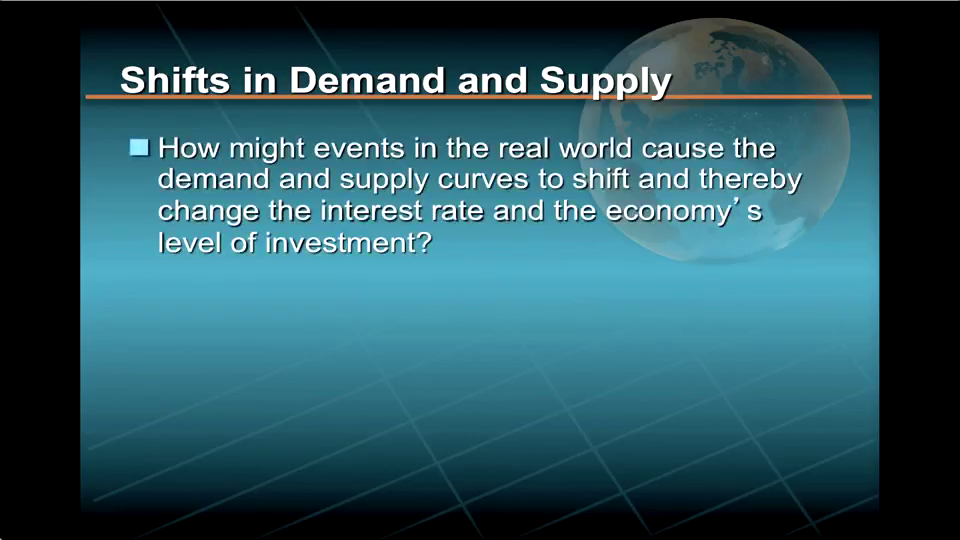 Shifts in Demand and Supply
How might events in the real world cause the
demand and supply curves to shift and thereby
change the interest rate and the economy’s
level of investment?